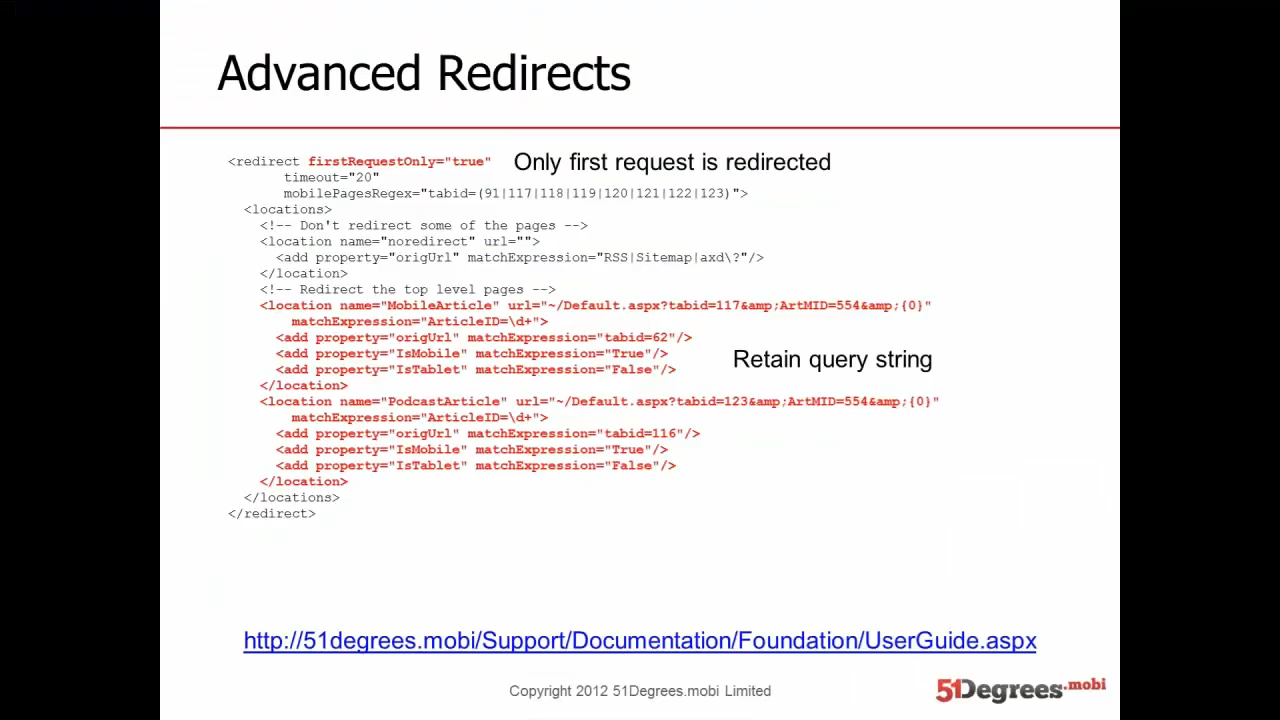 Advanced Redirects
<redirect firstRequestOnly="true" Only first request is redirected
timeout="20"
mobilePagesRegex="tabid=(91|117|118|119|120|121|122|123)">
<locations>
<!-- Don't redirect some of the pages -->
<location name="noredirect" url="">
<add property="origUrl" matchExpression="RSS|Sitemap|axd\?"/>
</location>
<!-- Redirect the top level pages -->
<location name="MobileArticle" url="~/Default.aspx?tabid=117&amp;ArtMID=554&amp;{0}"
matchExpression="ArticleID=\d+">
<add property="origUrl" matchExpression="tabid=62"/>
<add property="IsMobile" matchExpression="True"/>
Retain query string
<add property="IsTablet" matchExpression="False"/>
</location>
<location name="PodcastArticle" url="~/Default.aspx?tabid=123&amp;ArtMID=554&amp;{0}"
matchExpression="ArticleID=\d+">
<add property="origUrl" matchExpression="tabid=116"/>
<add property="IsMobile" matchExpression="True"/>
<add property="IsTablet" matchExpression="False"/>
</location>
</locations>
</redirect>
http://51degrees.mobi/Support/Documentation/Foundation/UserGuide.aspx
Copyright 2012 51Degrees.mobi Limited
51Degrees.mobi